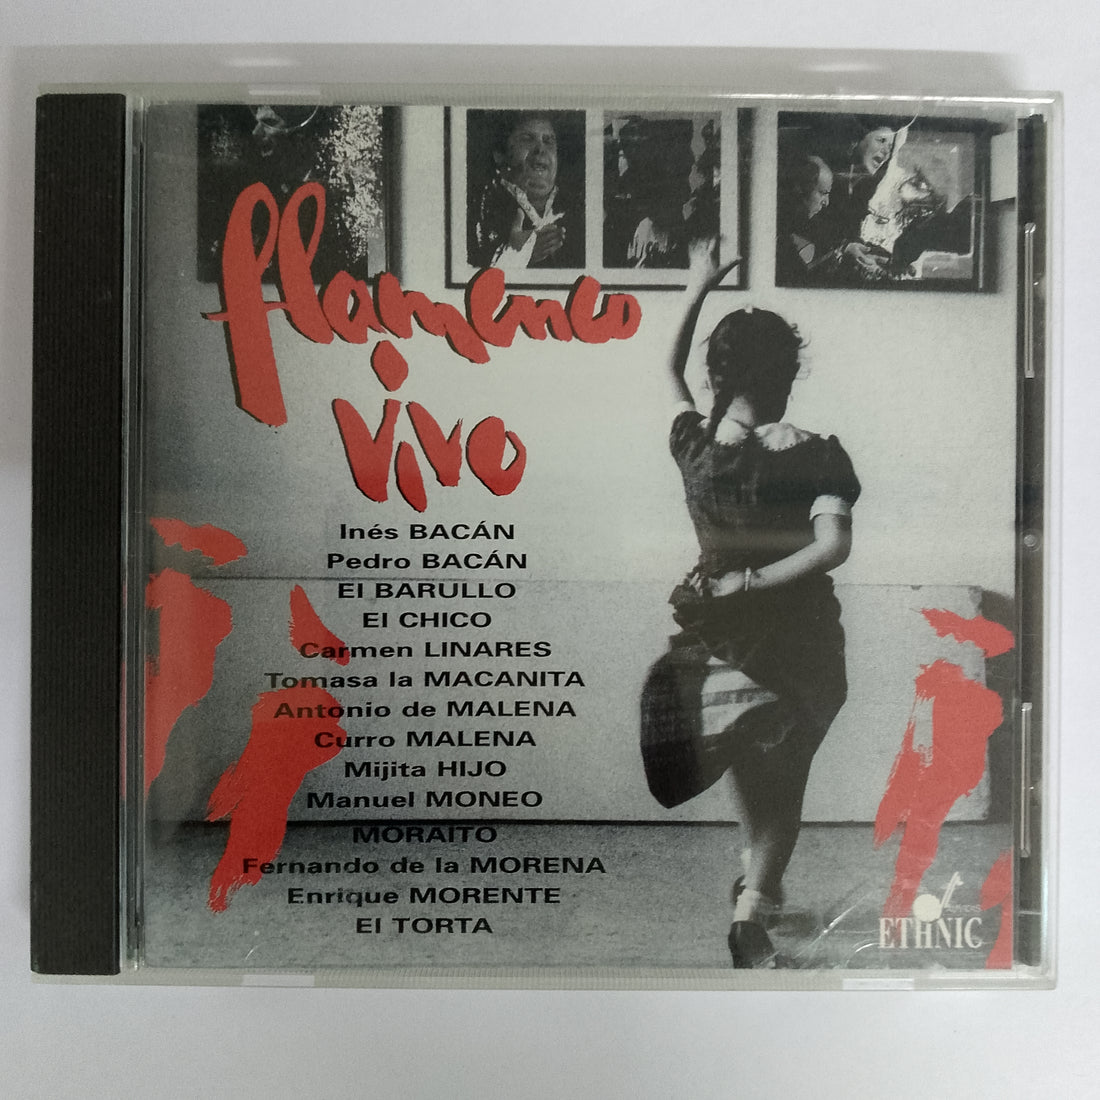 flamenco
vivo
Inés BACÁN
Pedro BACÁN
El BARULLO
El CHICO
Carmen LINARES
Tomasa la MACANITA
Antonio de MALENA
Curro MALENA
Mijita HIJO
Manuel MONEO
MORAITO
Fernando de la MORENA
Enrique MORENTE
El TORTA
ETHNIC